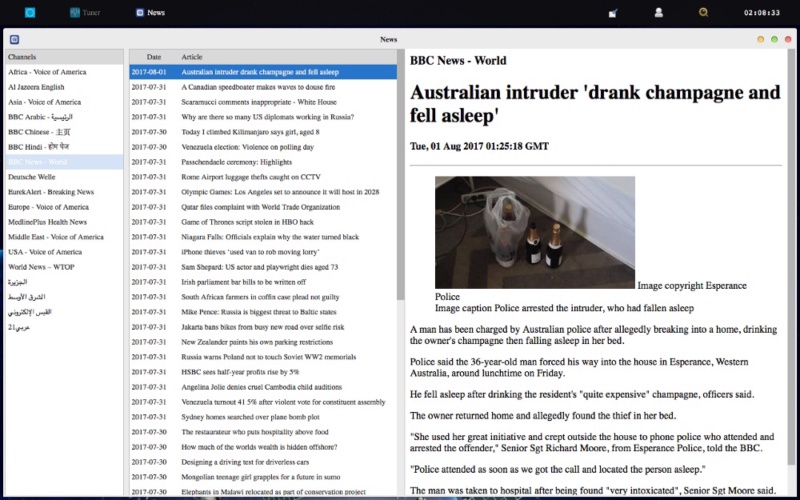 Tuner
News
02:08:33
News
Channels
Africa - Voice of America
Al Jazeera English
Asia - Voice of America
BBC Arabic - الرئيسية
BBC Chinese - 主页
BBC Hindi - होम पेज
BBC News - World
Deutsche Welle
EurekAlert - Breaking News
Europe - Voice of America
MedlinePlus Health News
Middle East - Voice of America
USA - Voice of America
World News – WTOP
الجزيرة
الشرق الأوسط
القبس الإلكتروني
عربي21
Date Article
2017-08-01 Australian intruder drank champagne and fell asleep
2017-07-31 A Canadian speedboater makes waves to douse fire
2017-07-31 Scaramucci comments inappropriate - White House
2017-07-31 Why are there so many US diplomats working in Russia?
2017-07-30 Today I climbed Kilimanjaro says girl, aged 8
2017-07-30 Venezuela election: Violence on polling day
2017-07-31 Passchendaele ceremony: Highlights
2017-07-31 Rome Airport luggage thefts caught on CCTV
2017-07-31 Olympic Games: Los Angeles set to announce it will host in 2028
2017-07-31 Qatar files complaint with World Trade Organization
2017-07-31 Game of Thrones script stolen in HBO hack
2017-07-31 Niagara Falls: Officials explain why the water turned black
2017-07-31 iPhone thieves 'used van to rob moving lorry'
2017-07-31 Sam Shepard: US actor and playwright dies aged 73
2017-07-31 Irish parliament bar bills to be written off
2017-07-31 South African farmers in coffin case plead not guilty
2017-07-31 Mike Pence: Russia is biggest threat to Baltic states
2017-07-31 Jakarta bans bikes from busy new road over selfie risk
2017-07-31 New Zealander paints his own parking restrictions
2017-07-31 Russia warns Poland not to touch Soviet WW2 memorials
2017-07-31 HSBC sees half-year profits rise by 5%
2017-07-31 Angelina Jolie denies cruel Cambodia child auditions
2017-07-31 Venezuela turnout 41 5% after violent vote for constituent assembly
2017-07-31 Sydney homes searched over plane bomb plot
2017-07-30 The restaurateur who puts hospitality above food
2017-07-30 How much of the worlds wealth is hidden offshore?
2017-07-30 Designing a driving test for driverless cars
2017-07-30 Mongolian teenage girl grapples for a future in sumo
2017-07-30 Elephants in Malawi relocated as part of conservation project
BBC News - World
Australian intruder 'drank champagne and
fell asleep'
Tue, 01 Aug 2017 01:25:18 GMT
Image copyright Esperance
Police
Image caption Police arrested the intruder, who had fallen asleep
A man has been charged by Australian police after allegedly breaking into a home, drinking
the owner's champagne then falling asleep in her bed.
Police said the 36-year-old man forced his way into the house in Esperance, Western
Australia, around lunchtime on Friday.
He fell asleep after drinking the resident's "quite expensive" champagne, officers said.
The owner returned home and allegedly found the thief in her bed.
"She used her great initiative and crept outside the house to phone police who attended and
arrested the offender," Senior Sgt Richard Moore, from Esperance Police, told the BBC.
"Police attended as soon as we got the call and located the person asleep."
The man was taken to hospital after being found "very intoxicated", Senior Sgt Moore said.